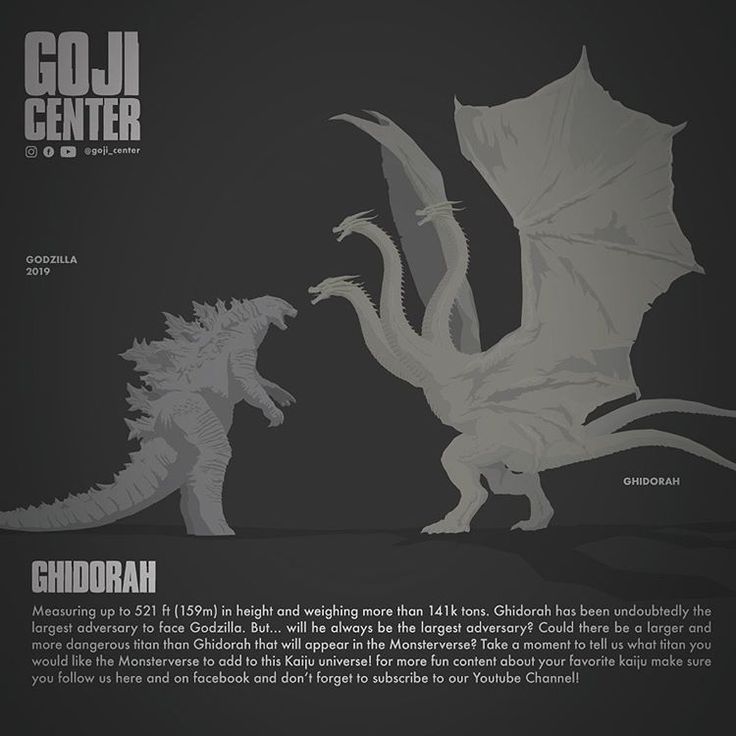 GOJI
CENTER
@goji_center
GODZILLA
2019
GHIDORAH
GHIDORAH
Measuring up to 521 ft (159m) in height and weighing more than 141k tons. Ghidorah has been undoubtedly the
largest adversary to face Godzilla. But... will he always be the largest adversary? Could there be a larger and
more dangerous titan than Ghidorah that will appear in the Monsterverse? Take a moment to tell us what titan you
would like the Monsterverse to add to this Kaiju universe! for more fun content about your favorite kaiju make sure
you follow us here and on facebook and don't forget to subscribe to our Youtube Channel!